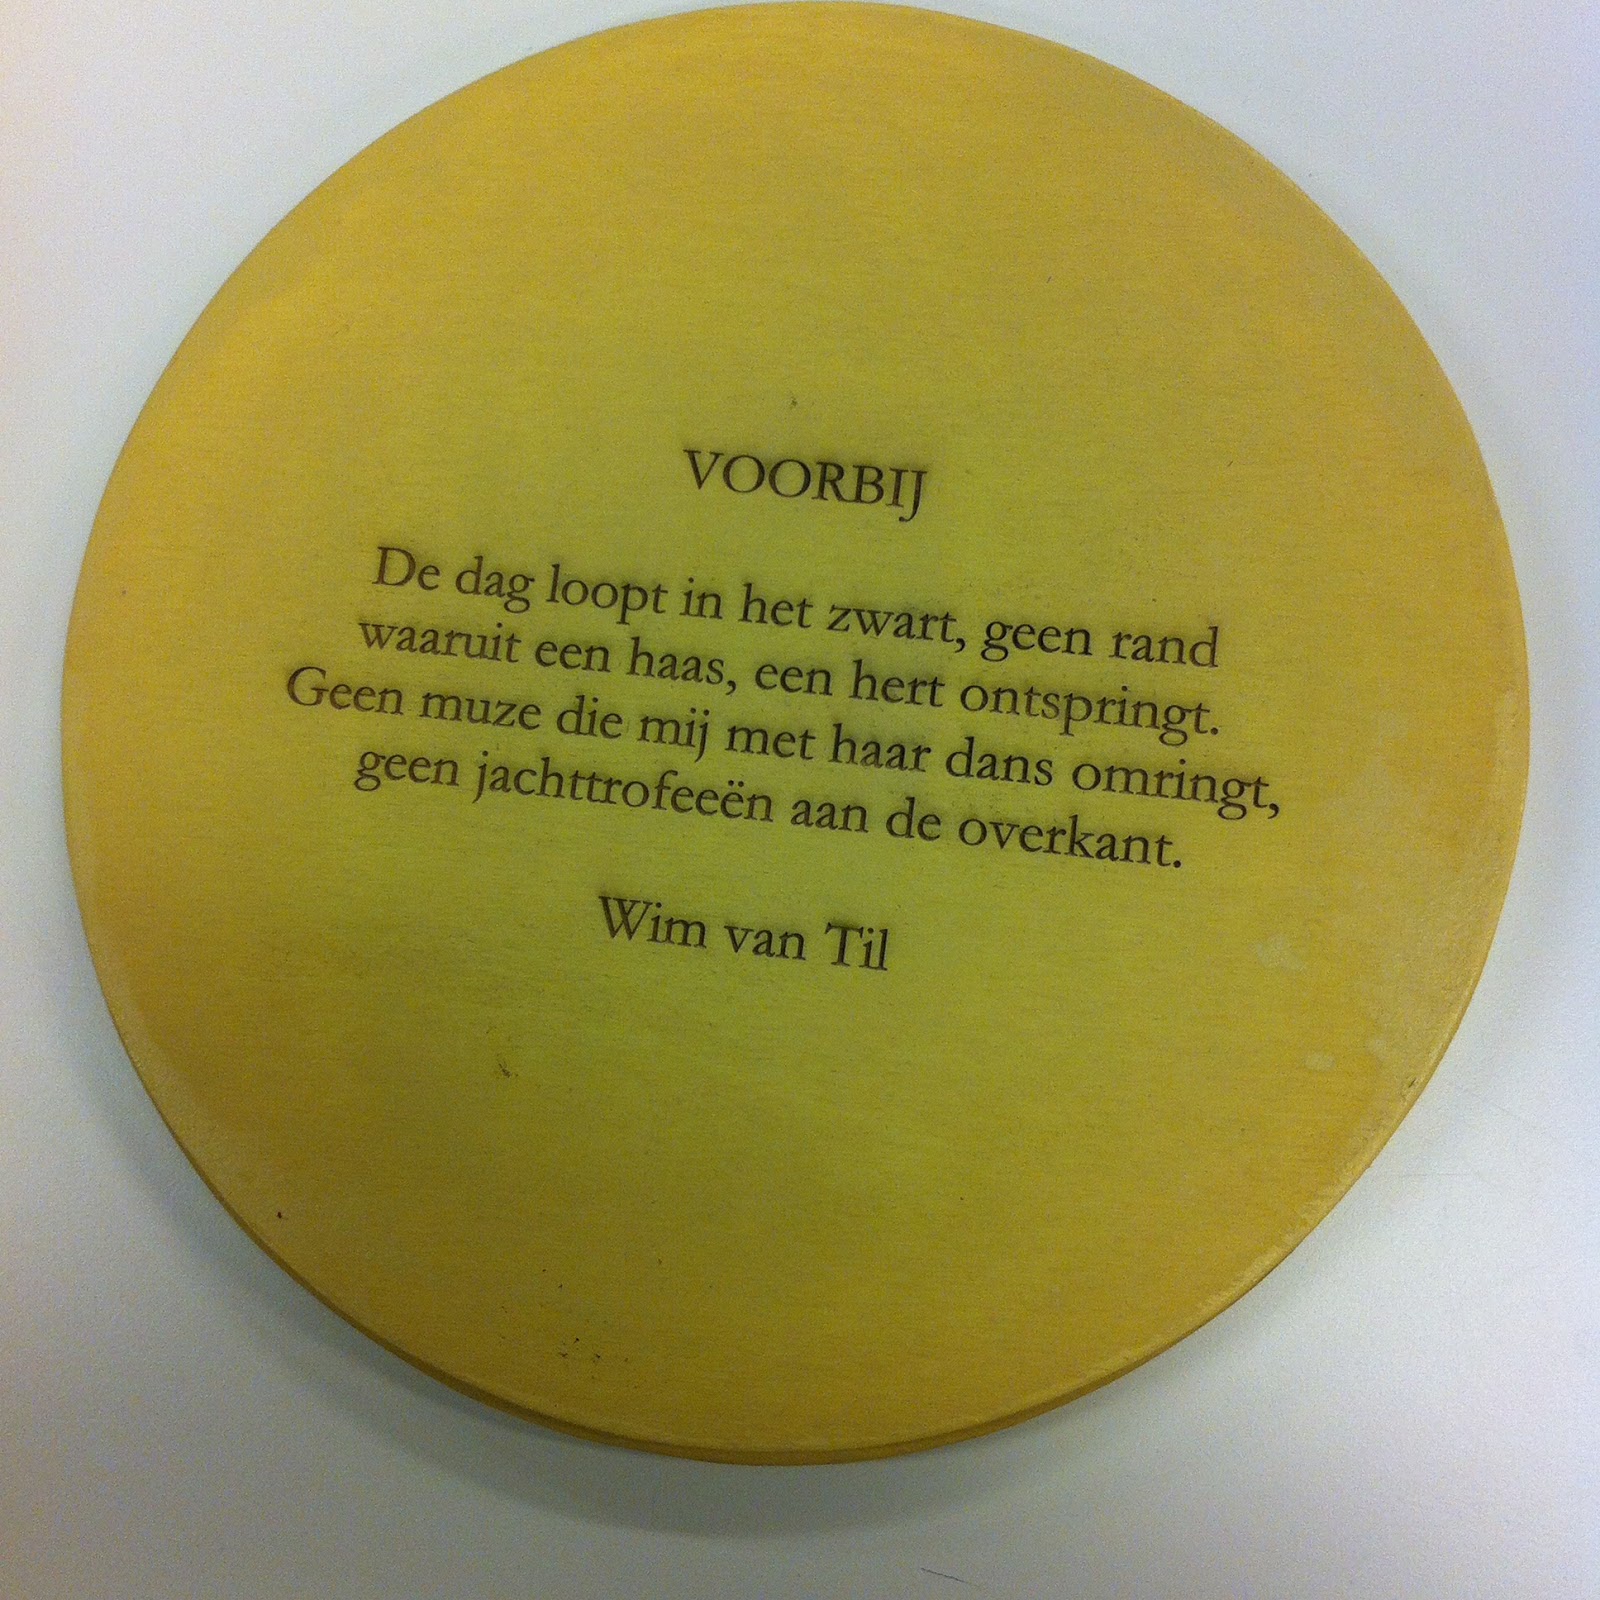 VOORBIJ
De dag loopt in het zwart, geen rand
waaruit een haas, een hert ontspringt.
Geen muze die mij met haar dans omringt,
geen jachttrofeeën aan de overkant.
Wim van Til